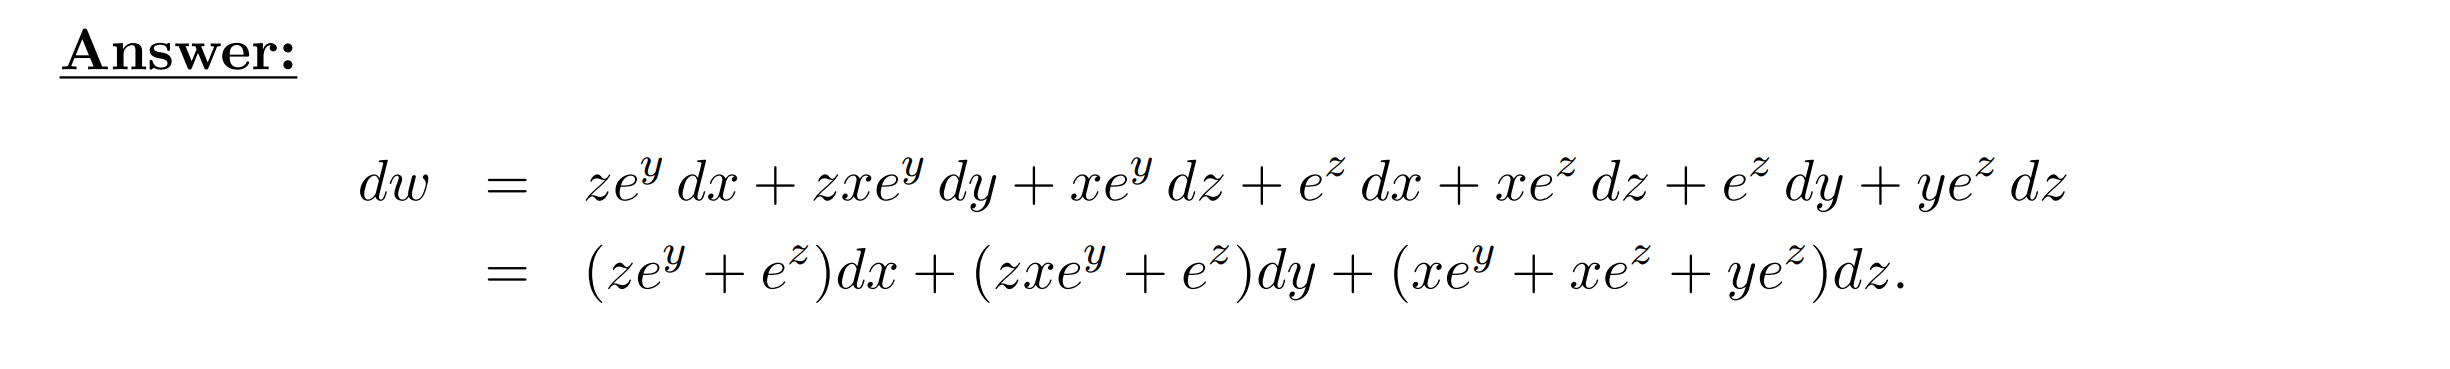 Answer:
dw = ze^y dx + zxe^y dy + xe^y dz + e^z dx + xe^z dz + e^z dy + ye^z dz
= (ze^y + e^z)dx + (zxe^y + e^z)dy + (xe^y + xe^z + ye^z)dz.